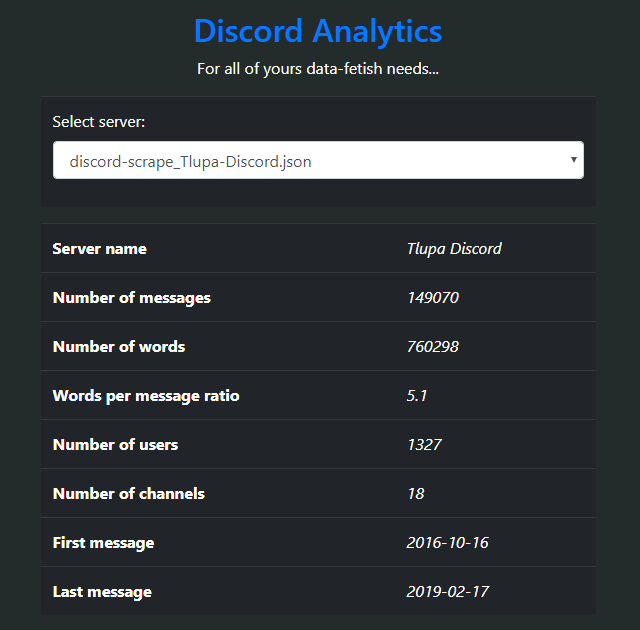 Discord Analytics
For all of yours data-fetish needs...
Select server:
discord-scrape_Tlupa-Discord.json
Server name Tlupa Discord
Number of messages 149070
Number of words 760298
Words per message ratio 5.1
Number of users 1327
Number of channels 18
First message 2016-10-16
Last message 2019-02-17